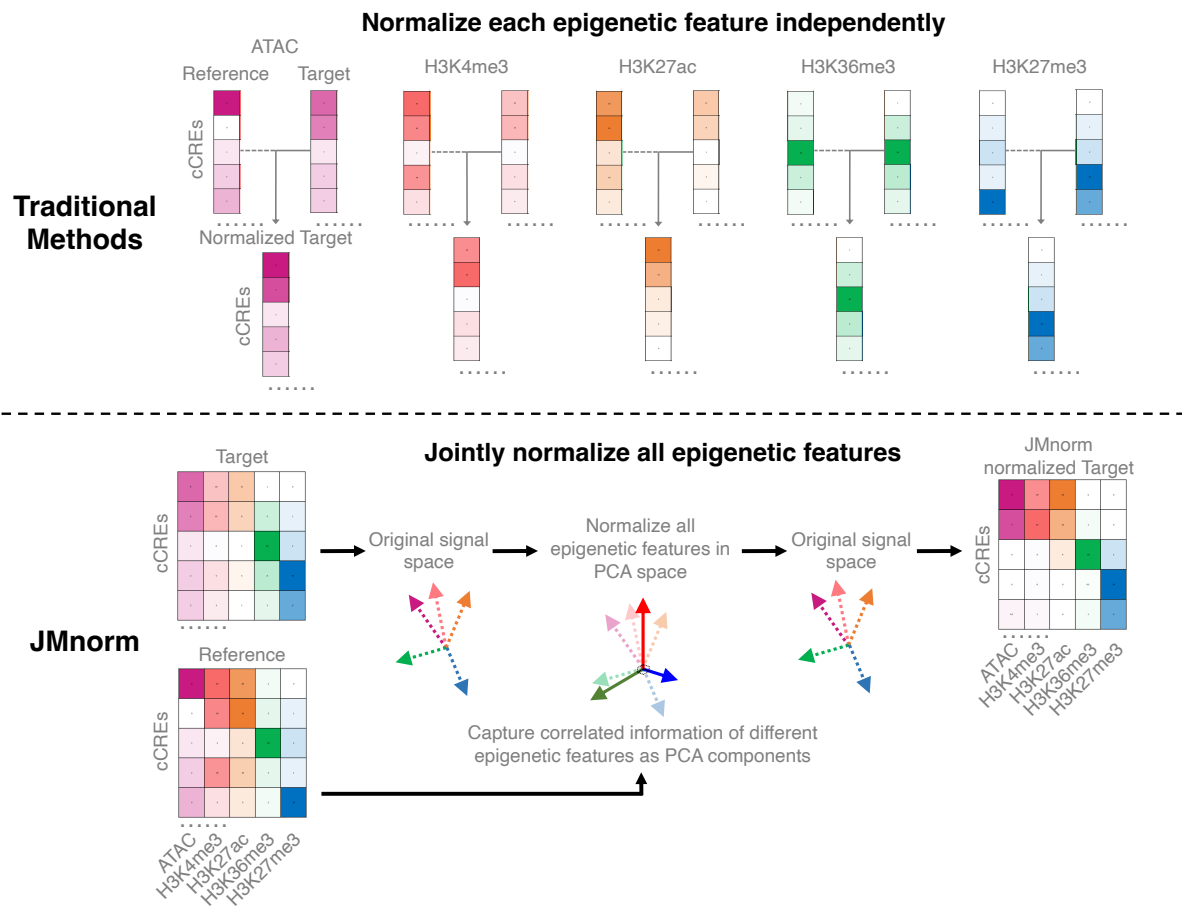 Normalize each epigenetic feature independently
ATAC
Reference
Target
H3K4me3
H3K27ac
H3K36me3
H3K27me3
cCREs
Traditional
Methods
Normalized Target
cCREs
Jointly normalize all epigenetic features
Target
JMnorm
normalized Target
cCREs
Original signal
space
Normalize all
epigenetic features in
PCA space
Original signal
space
cCREs
JMnorm
Reference
cCREs
Capture correlated information of different
epigenetic features as PCA components
ATAC
H3K4me3
H3K27ac
H3K36me3
H3K27me3
ATAC
H3K4me3
H3K27ac
H3K36me3
H3K27me3